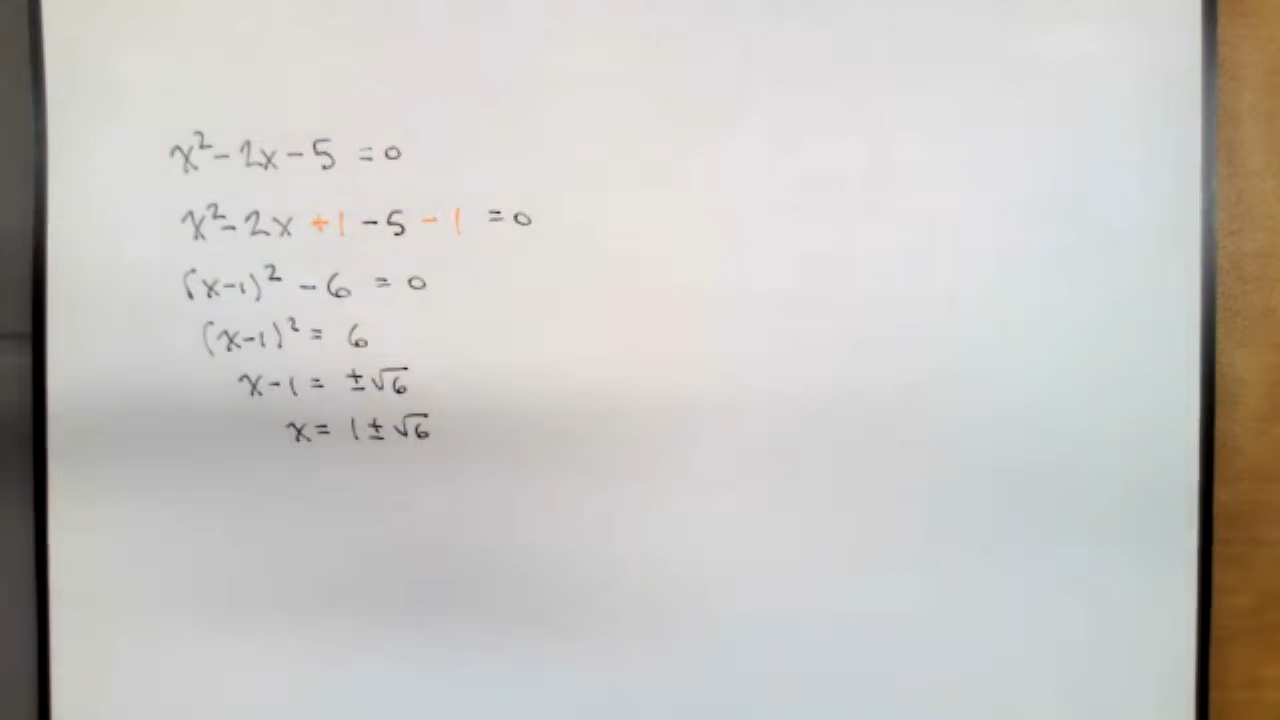 x² - 2x - 5 = 0
x² - 2x + 1 - 5 - 1 = 0
(x-1)² - 6 = 0
(x-1)² = 6
x - 1 = ±√6
x = 1 ± √6